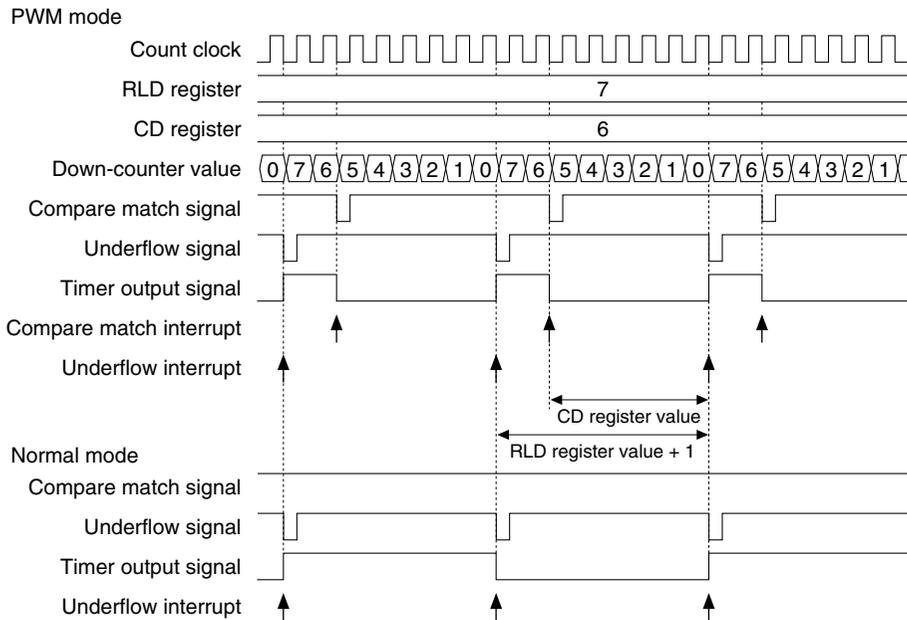 PWM mode
Count clock
RLD register 7
CD register 6
Down-counter value 0 7 6 5 4 3 2 1 0 7 6 5 4 3 2 1 0 7 6 5 4 3 2 1
Compare match signal
Underflow signal
Timer output signal
Compare match interrupt
Underflow interrupt
CD register value
RLD register value + 1
Normal mode
Compare match signal
Underflow signal
Timer output signal
Underflow interrupt